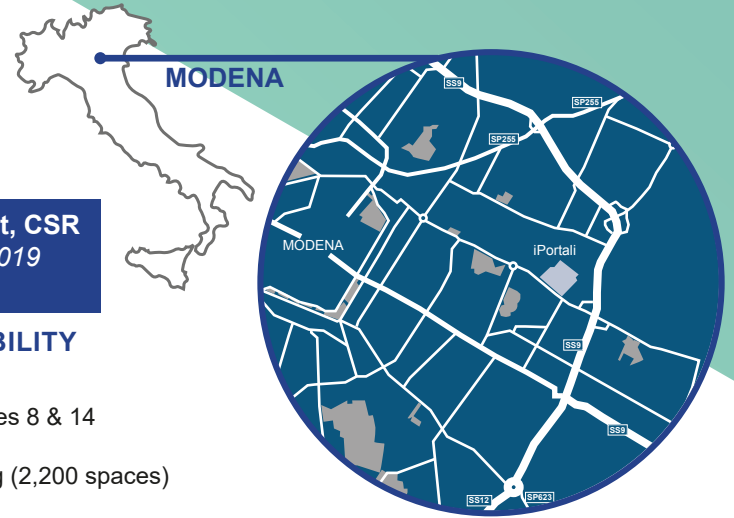 MODENA
SS9
SP255
SP255
MODENA
iPortali
t, CSR
019
BILITY
SS9
es 8 & 14
SS9
g (2,200 spaces)
SS12
SP623